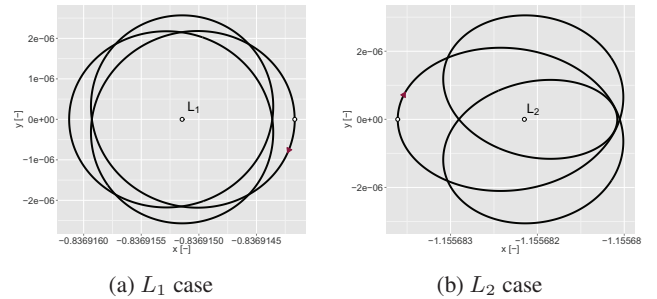 2e−06
1e−06
0e+00
−1e−06
−2e−06
y [−]
L1
−0.8369160
−0.8369155
−0.8369150
−0.8369145
x [−]
(a) L1 case
2e−06
0e+00
−2e−06
y [−]
L2
−1.155683
−1.155682
−1.15568
x [−]
(b) L2 case